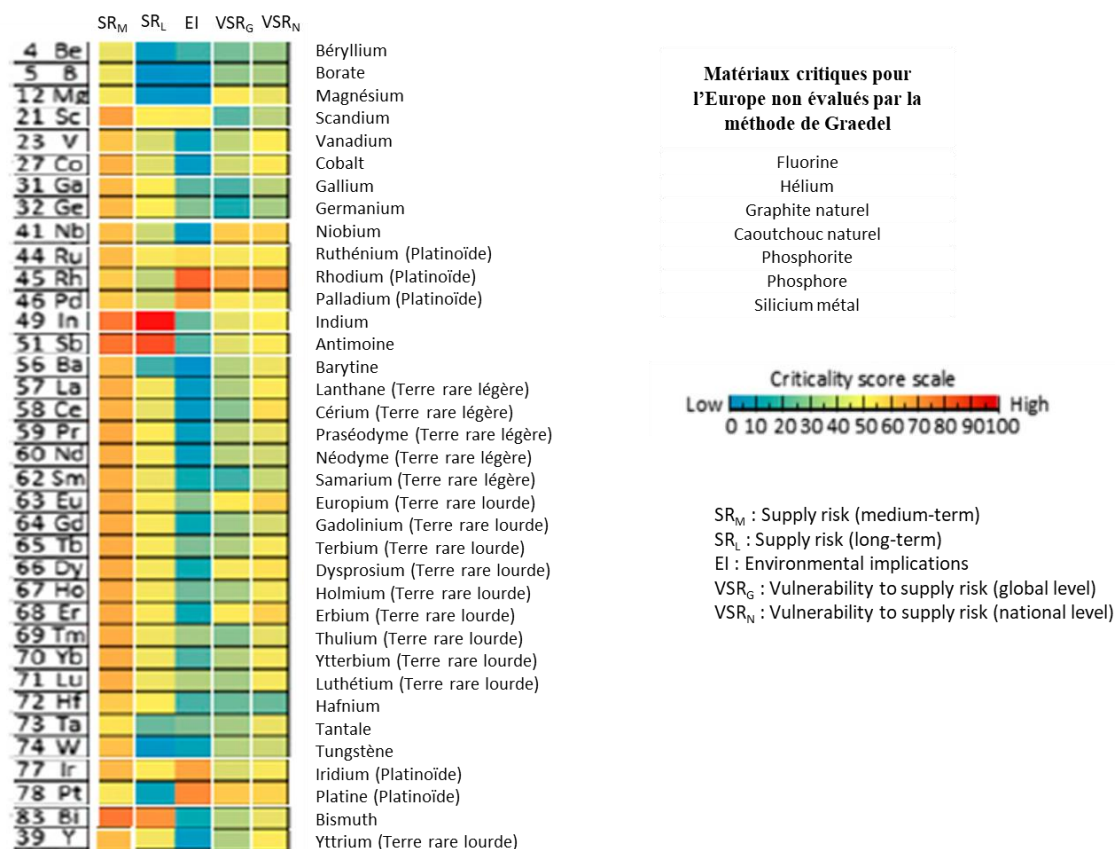 SRM SRL EI VSRG VSRN
4 Be Béryllium
5 B Borate
12 Mg Magnésium
21 Sc Scandium
23 V Vanadium
27 Co Cobalt
31 Ga Gallium
32 Ge Germanium
41 Nb Niobium
44 Ru Ruthénium (Platinoïde)
45 Rh Rhodium (Platinoïde)
46 Pd Palladium (Platinoïde)
49 In Indium
51 Sb Antimoine
56 Ba Barytine
57 La Lanthane (Terre rare légère)
58 Ce Cérium (Terre rare légère)
59 Pr Praséodyme (Terre rare légère)
60 Nd Néodyme (Terre rare légère)
62 Sm Samarium (Terre rare légère)
63 Eu Europium (Terre rare lourde)
64 Gd Gadolinium (Terre rare lourde)
65 Tb Terbium (Terre rare lourde)
66 Dy Dysprosium (Terre rare lourde)
67 Ho Holmium (Terre rare lourde)
68 Er Erbium (Terre rare lourde)
69 Tm Thulium (Terre rare lourde)
70 Yb Ytterbium (Terre rare lourde)
71 Lu Luthétium (Terre rare lourde)
72 Hf Hafnium
73 Ta Tantale
74 W Tungstène
77 Ir Iridium (Platinoïde)
78 Pt Platine (Platinoïde)
83 Bi Bismuth
39 Y Yttrium (Terre rare lourde)
Matériaux critiques pour
l'Europe non évalués par la
méthode de Graedel
Fluorine
Hélium
Graphite naturel
Caoutchouc naturel
Phosphorite
Phosphore
Silicium métal
Criticality score scale
Low High
0 10 20 30 40 50 60 70 80 90 100
SRM : Supply risk (medium-term)
SRL : Supply risk (long-term)
EI : Environmental implications
VSRG : Vulnerability to supply risk (global level)
VSRN : Vulnerability to supply risk (national level)